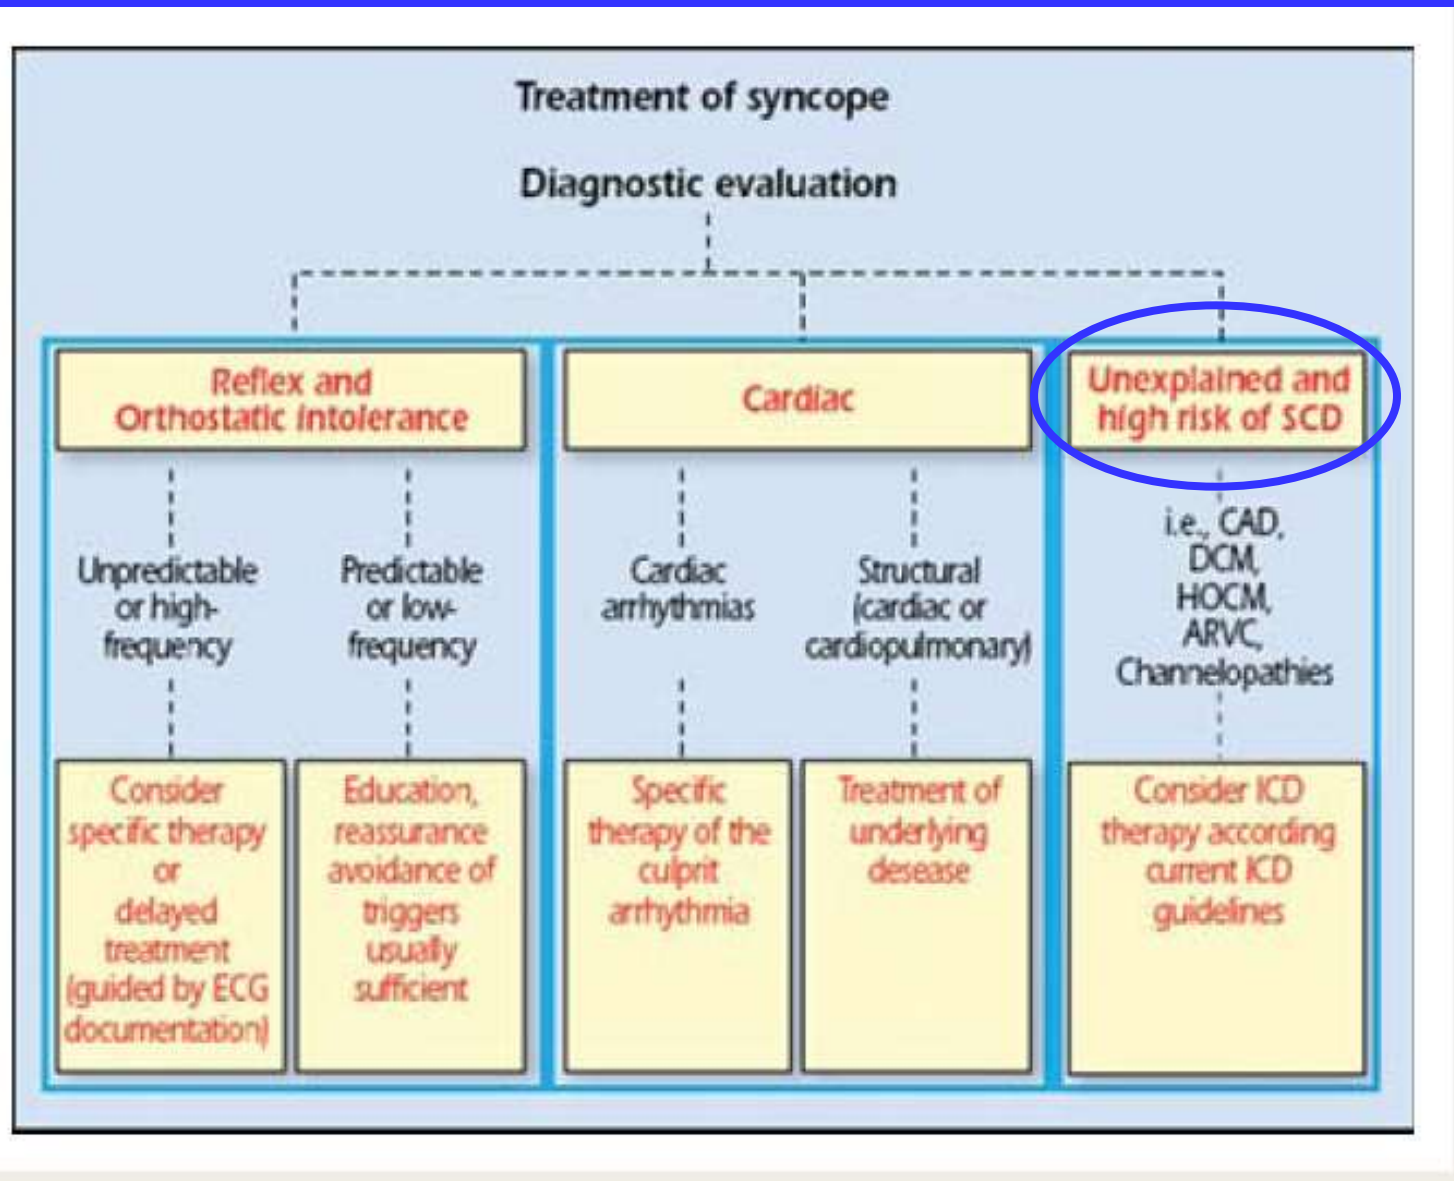 Treatment of syncope
Diagnostic evaluation
Reflex and
Orthostatic intolerance
Cardiac
Unexplained and
high risk of SCD
Unpredictable
or high-
frequency
Predictable
or low-
frequency
Cardiac
arrhythmias
Structural
(cardiac or
cardiopulmonary)
i.e., CAD,
DCM,
HOCM,
ARVC,
Channelopathies
Consider
specific therapy
or
delayed
treatment
(guided by ECG
documentation)
Education,
reassurance
avoidance of
triggers
usually
sufficient
Specific
therapy of the
culprit
arrhythmia
Treatment of
underlying
desease
Consider ICD
therapy according
current ICD
guidelines